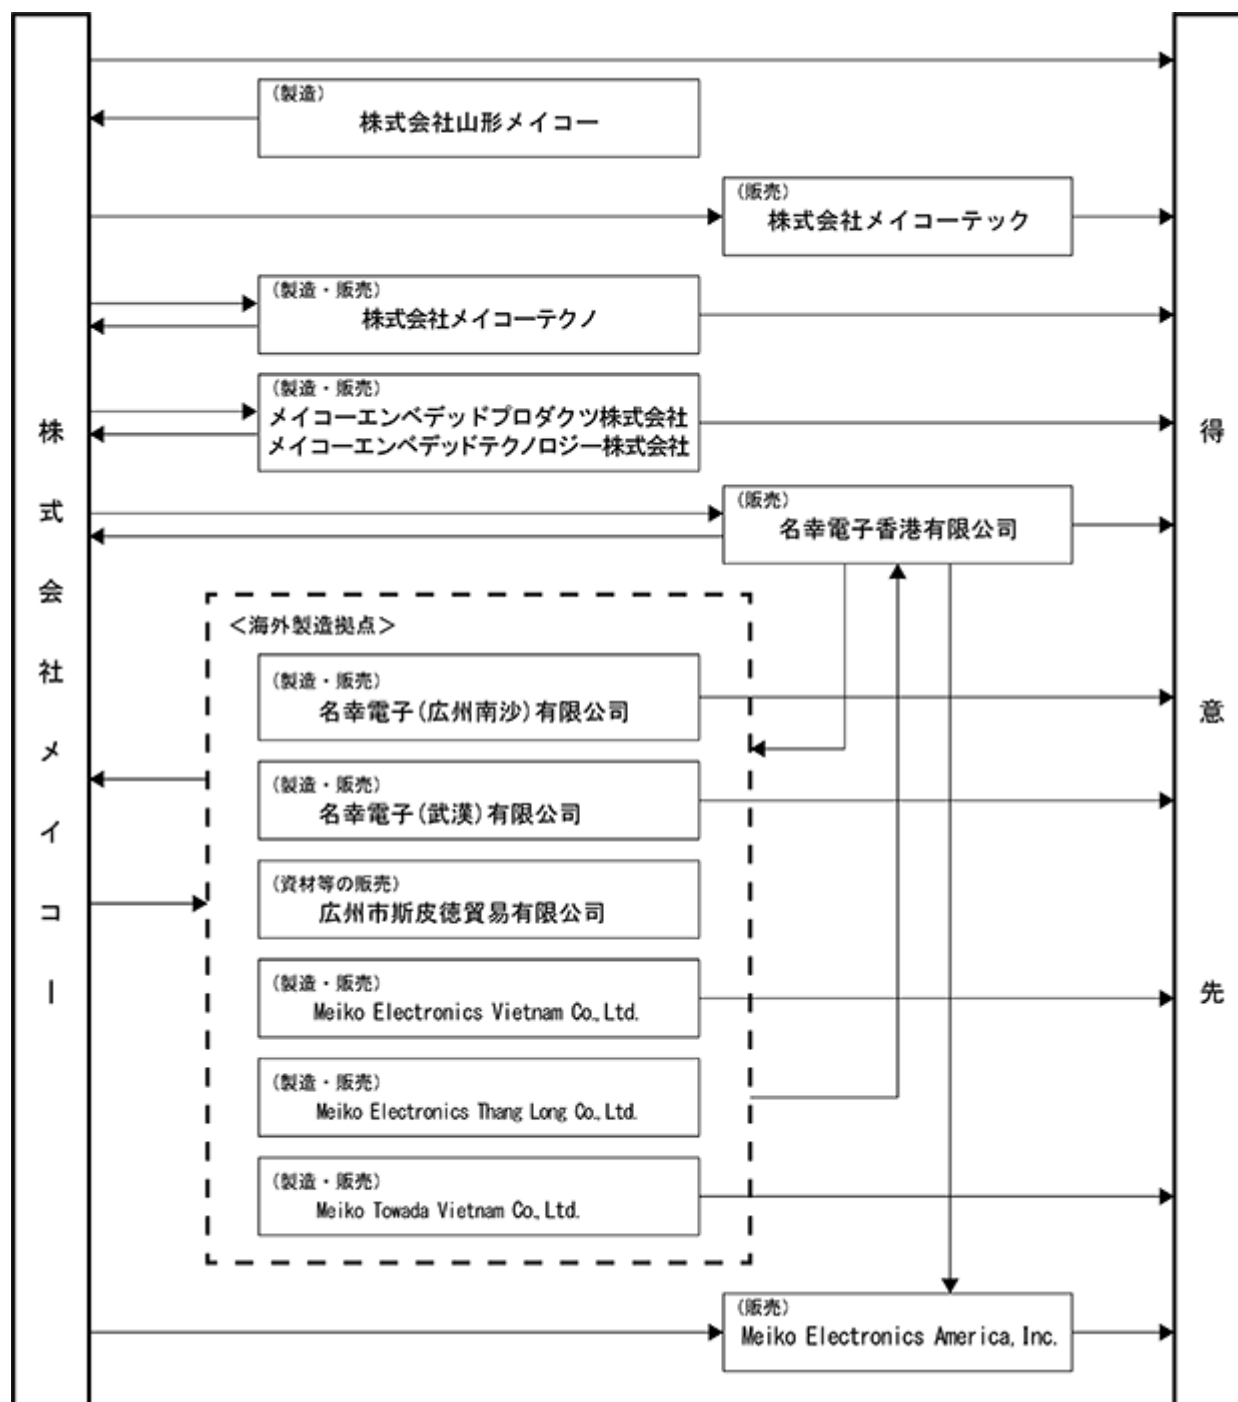 株式会社メイコー
(製造)
株式会社山形メイコー
(販売)
株式会社メイコーテック
(製造・販売)
株式会社メイコーテクノ
(製造・販売)
メイコーエンベデッドプロダクツ株式会社
メイコーエンベデッドテクノロジー株式会社
(販売)
名幸電子香港有限公司
<海外製造拠点>
(製造・販売)
名幸電子(広州南沙)有限公司
(製造・販売)
名幸電子(武漢)有限公司
(資材等の販売)
広州市斯皮徳貿易有限公司
(製造・販売)
Meiko Electronics Vietnam Co., Ltd.
(製造・販売)
Meiko Electronics Thang Long Co., Ltd.
(製造・販売)
Meiko Towada Vietnam Co., Ltd.
(販売)
Meiko Electronics America, Inc.
得意先